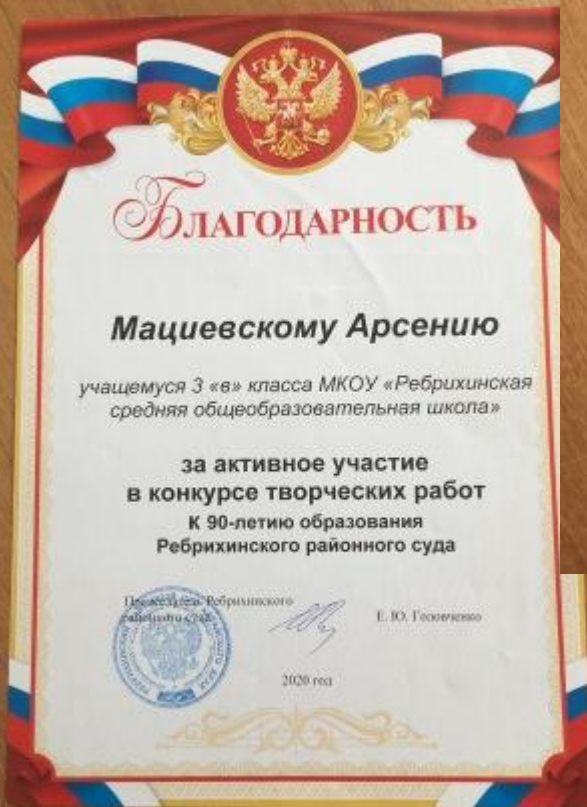 Благодарность
Мациевскому Арсению
учащемуся 3 «в» класса МКОУ «Ребрихинская
средняя общеобразовательная школа»
за активное участие
в конкурсе творческих работ
К 90-летию образования
Ребрихинского районного суда
Председатель Ребрихинского
районного суда
Е. Ю.
2020 год